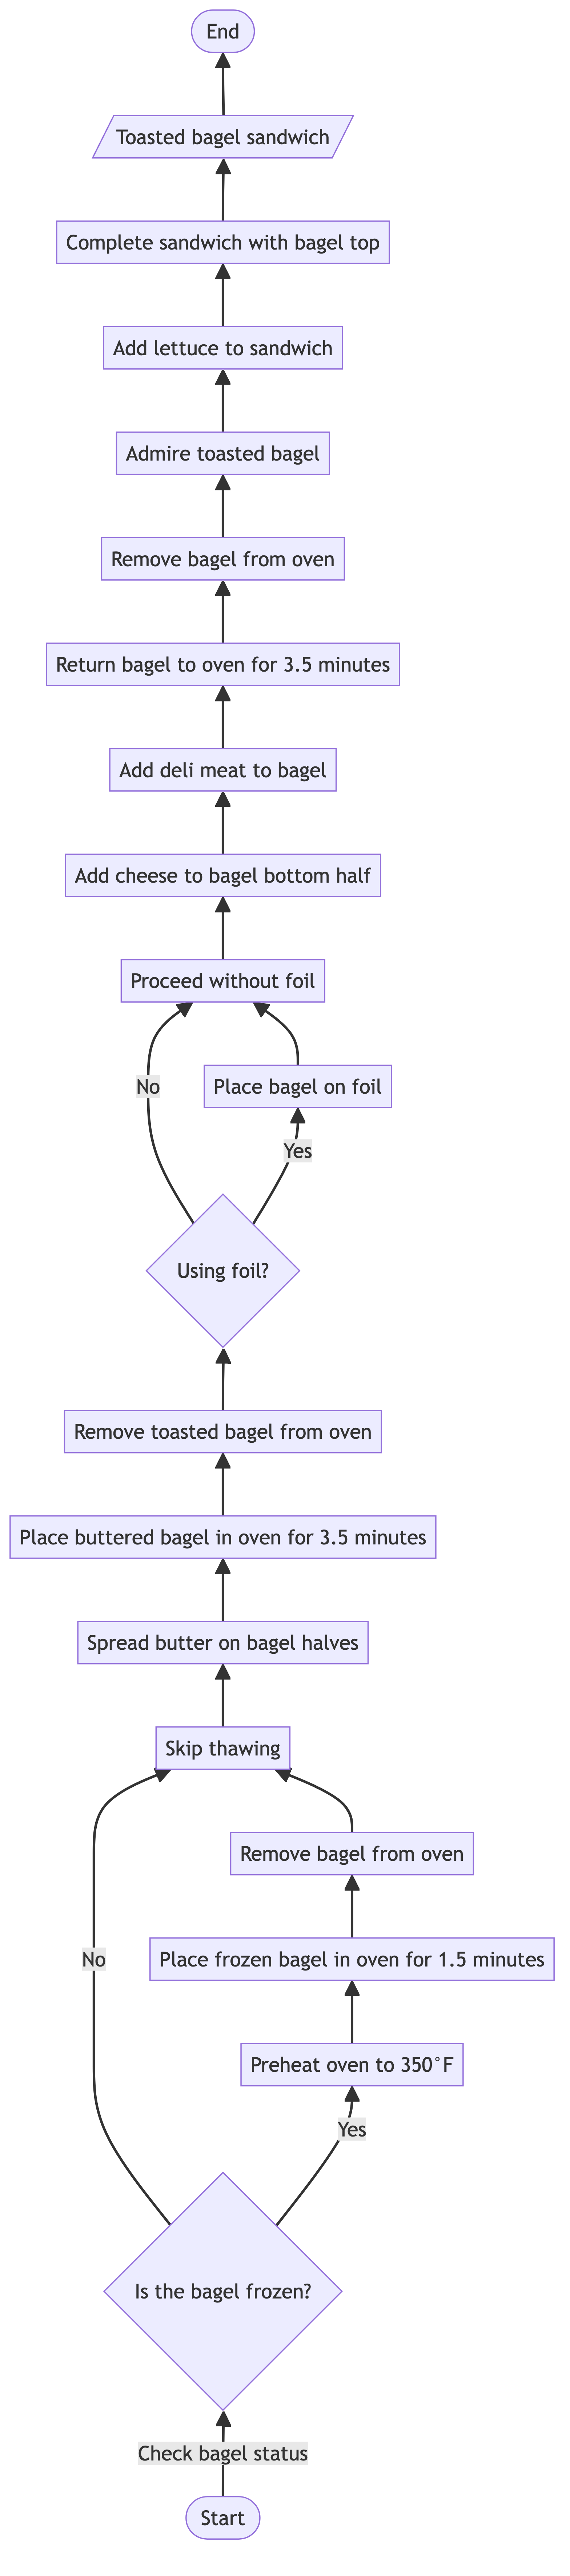 End
Toasted bagel sandwich
Complete sandwich with bagel top
Add lettuce to sandwich
Admire toasted bagel
Remove bagel from oven
Return bagel to oven for 3.5 minutes
Add deli meat to bagel
Add cheese to bagel bottom half
Proceed without foil
No
Place bagel on foil
Yes
Using foil?
Remove toasted bagel from oven
Place buttered bagel in oven for 3.5 minutes
Spread butter on bagel halves
Skip thawing
Remove bagel from oven
No
Place frozen bagel in oven for 1.5 minutes
Preheat oven to 350°F
Yes
Is the bagel frozen?
Check bagel status
Start